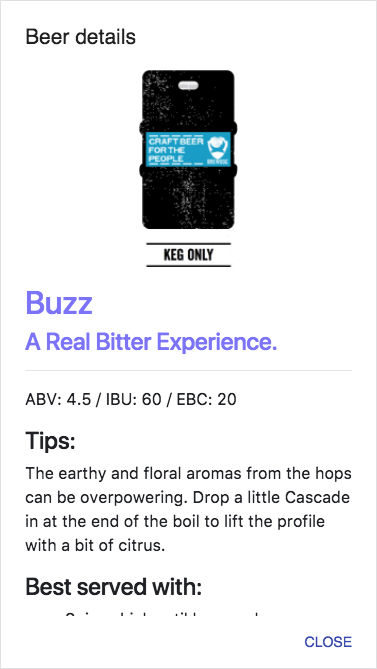 Beer details
CRAFT BEER
FOR THE
PEOPLE
BREWDOG
KEG ONLY
Buzz
A Real Bitter Experience.
ABV: 4.5 / IBU: 60 / EBC: 20
Tips:
The earthy and floral aromas from the hops
can be overpowering. Drop a little Cascade
in at the end of the boil to lift the profile
with a bit of citrus.
Best served with:
CLOSE